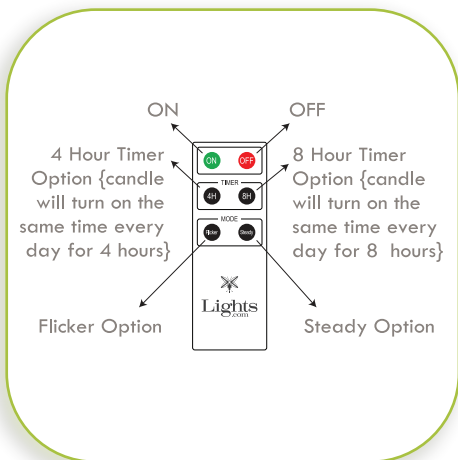 ON
OFF
4 Hour Timer
Option {candle
will turn on the
same time every
day for 4 hours}
8 Hour Timer
Option {candle
will turn on the
same time every
day for 8 hours}
ON OFF
TIMER
4H 8H
MODE
Flicker Steady
Lights
.com
Flicker Option
Steady Option